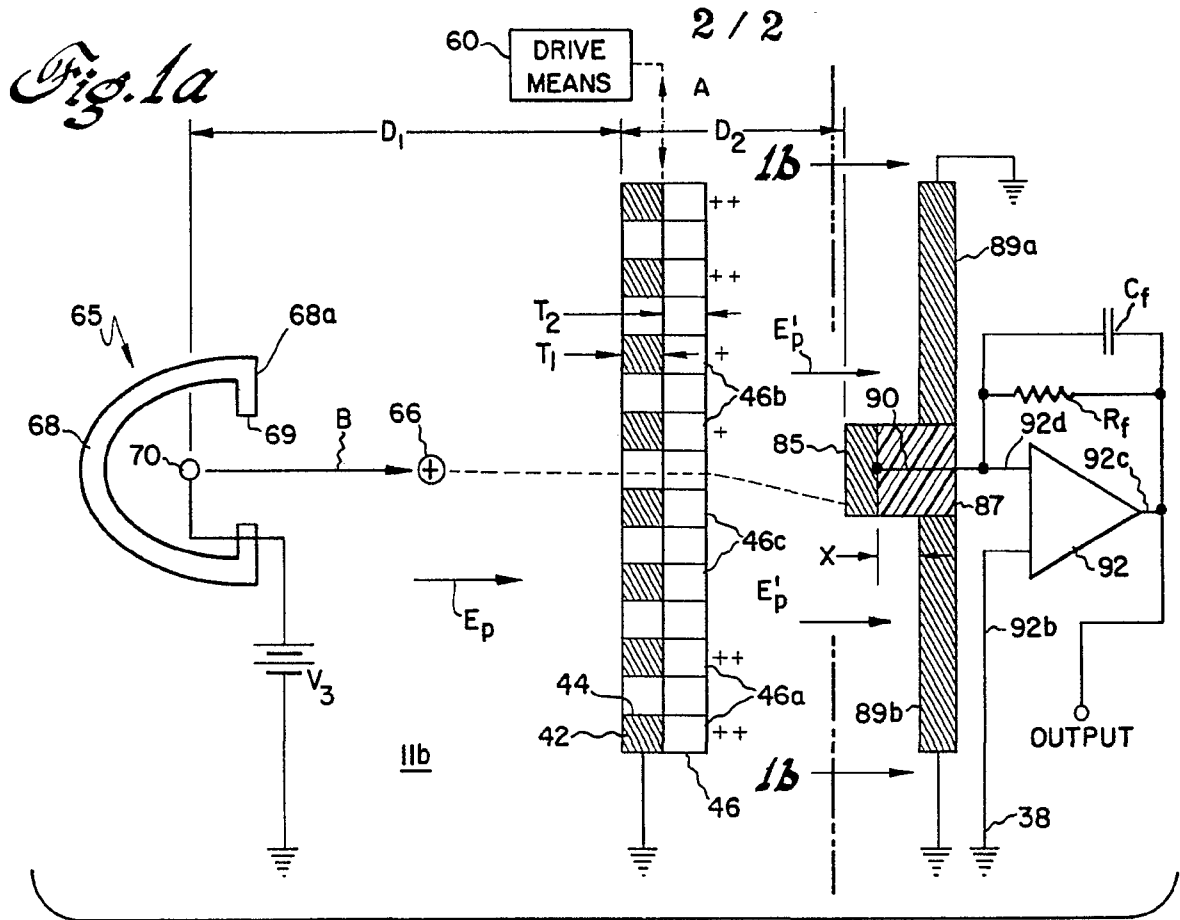 2 / 2
Fig. 1a
60
DRIVE
MEANS
A
D1
D2
1b
++
89a
++
Cf
65
68a
T2
E'p
T1
+
46b
90
Rf
68
69
B
66
+
+
85
92d
92c
70
87
46c
X
92
Ep
E'p
92b
V3
++
46a
44
89b
42
++
OUTPUT
11b
1b
46
38